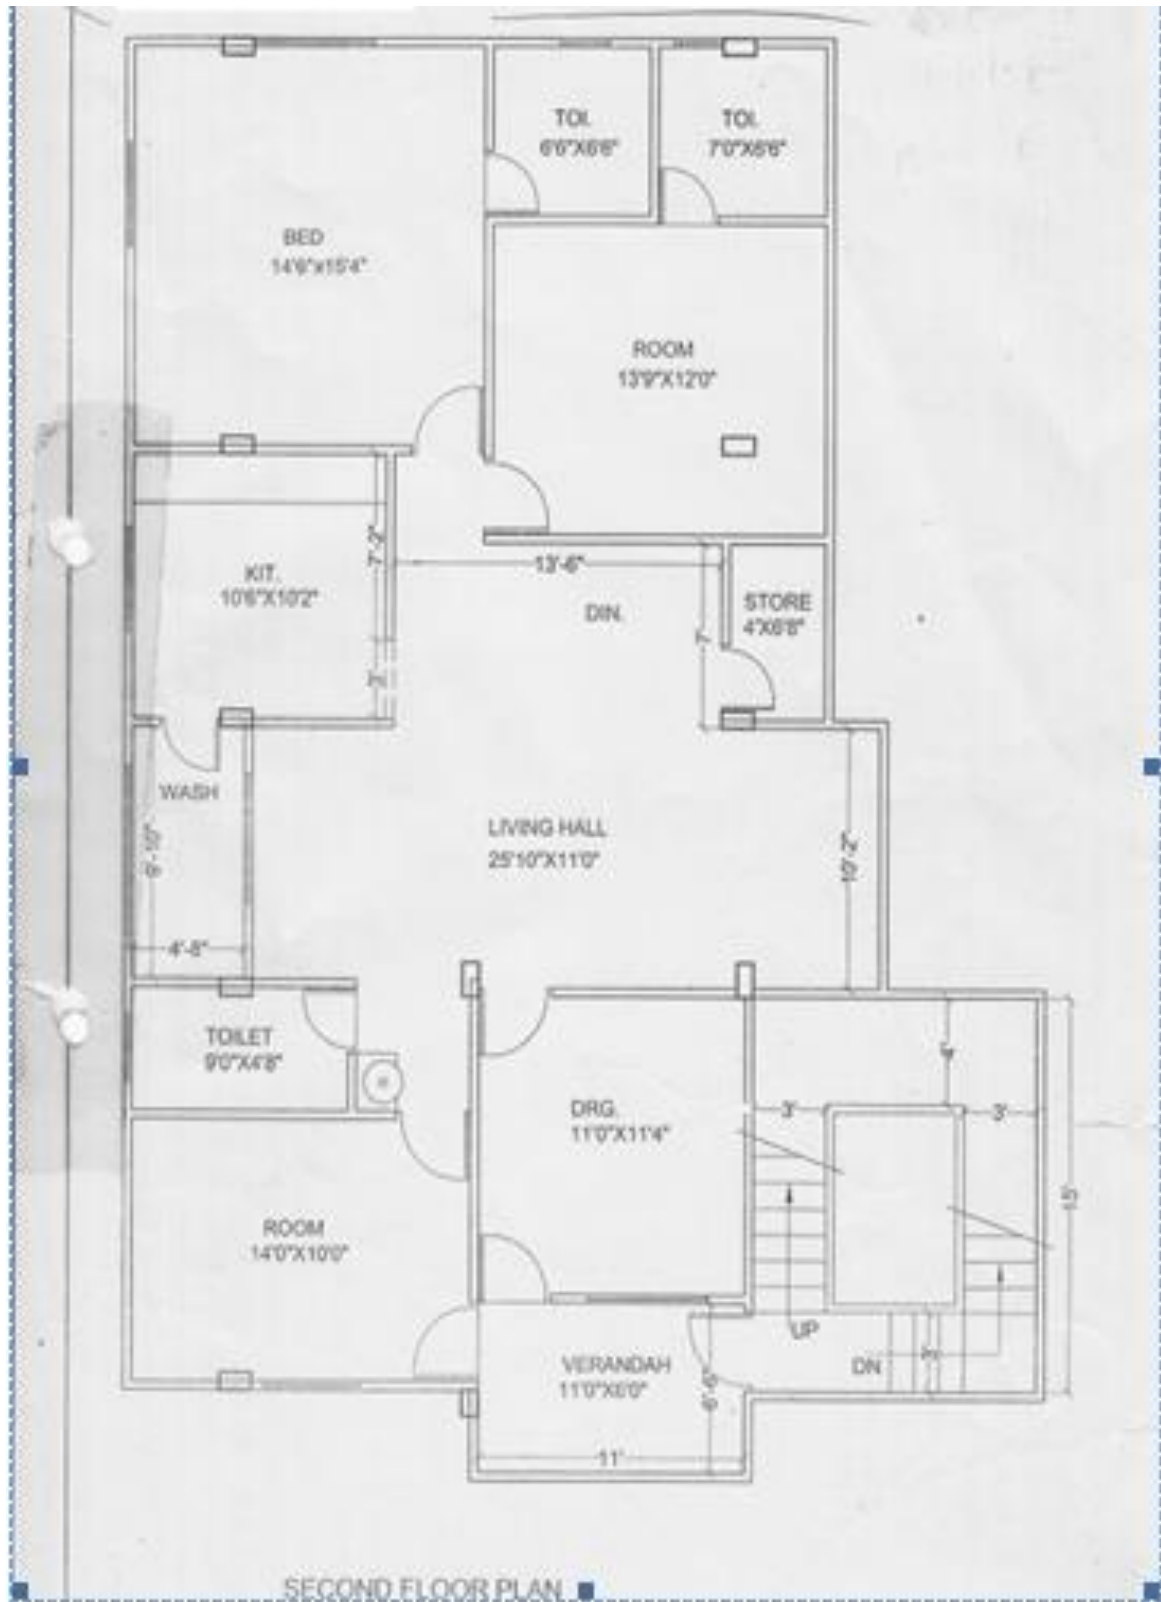 TOI.
6'6"X6'6"
TOI.
7'0"X6'6"
BED
14'6"x15'4"
ROOM
13'9"X12'0"
7'-2"
13'-6"
KIT.
10'6"X10'2"
DIN.
STORE
4'X6'8"
7'
3'
WASH
LIVING HALL
25'10"X11'0"
10'-2"
4'-8"
TOILET
9'0"X4'8"
4'
DRG.
11'0"X11'4"
3'
3'
15'
ROOM
14'0"X10'0"
UP
DN
3'
VERANDAH
11'0"X6'0"
6'-6"
11'
SECOND FLOOR PLAN